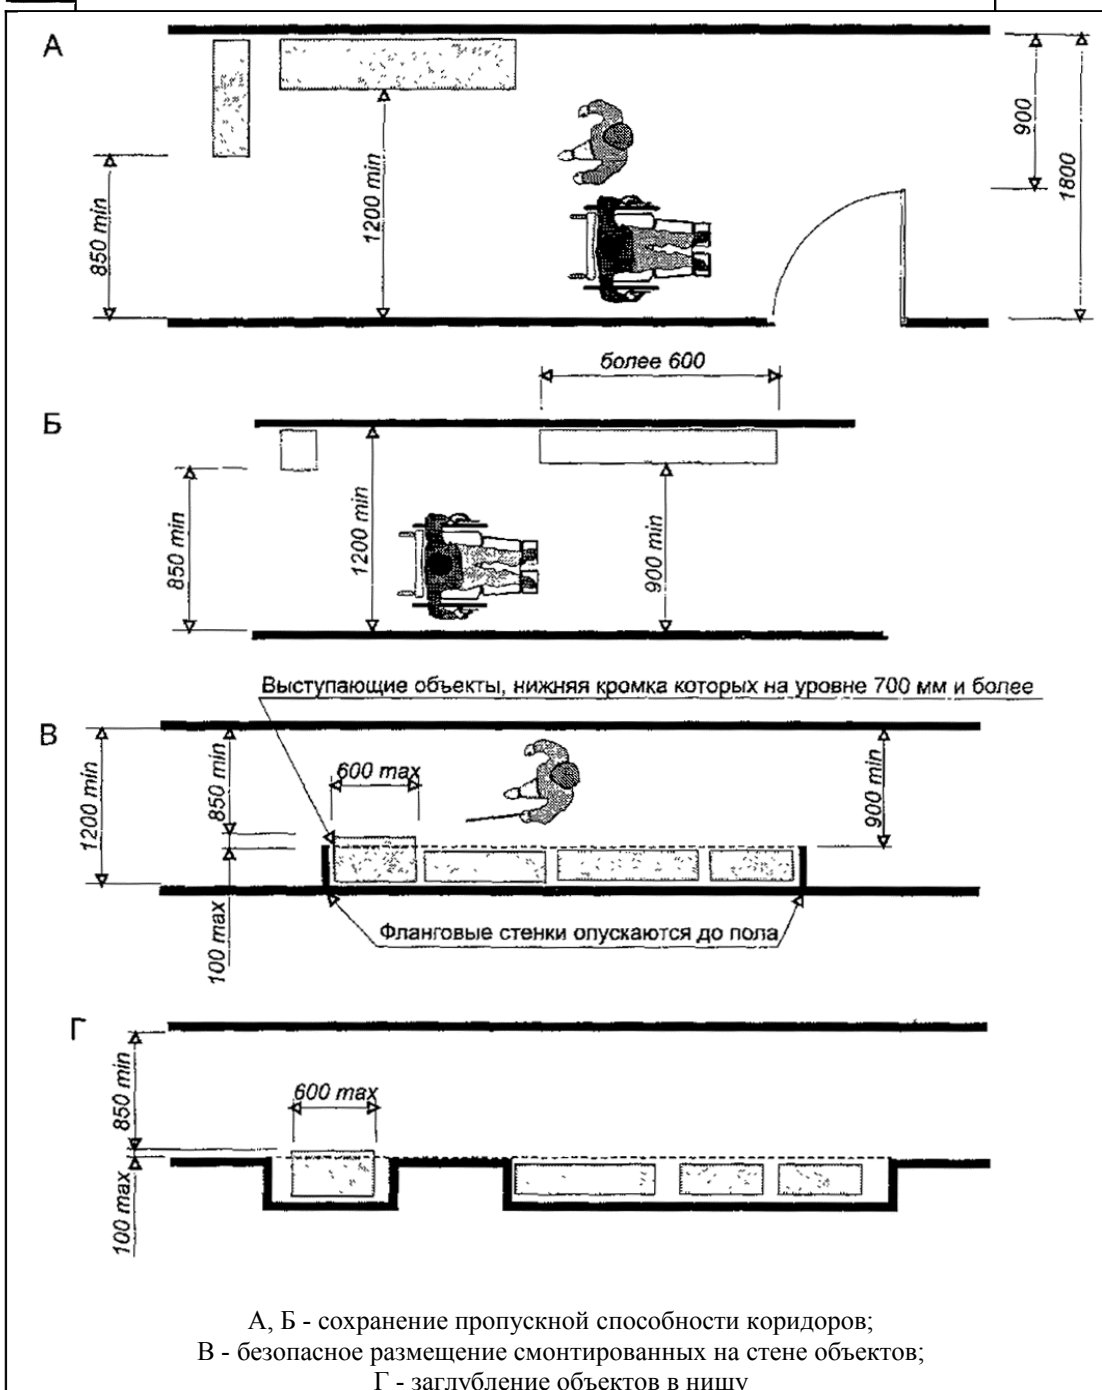 А
850 min
1200 min
900
1800
более 600
Б
850 min
1200 min
900 min
Выступающие объекты, нижняя кромка которых на уровне 700 мм и более
В
1200 min
850 min
600 max
900 min
100 max
Фланговые стенки опускаются до пола
Г
850 min
600 max
100 max
А, Б - сохранение пропускной способности коридоров;
В - безопасное размещение смонтированных на стене объектов;
Г - заглубление объектов в нишу